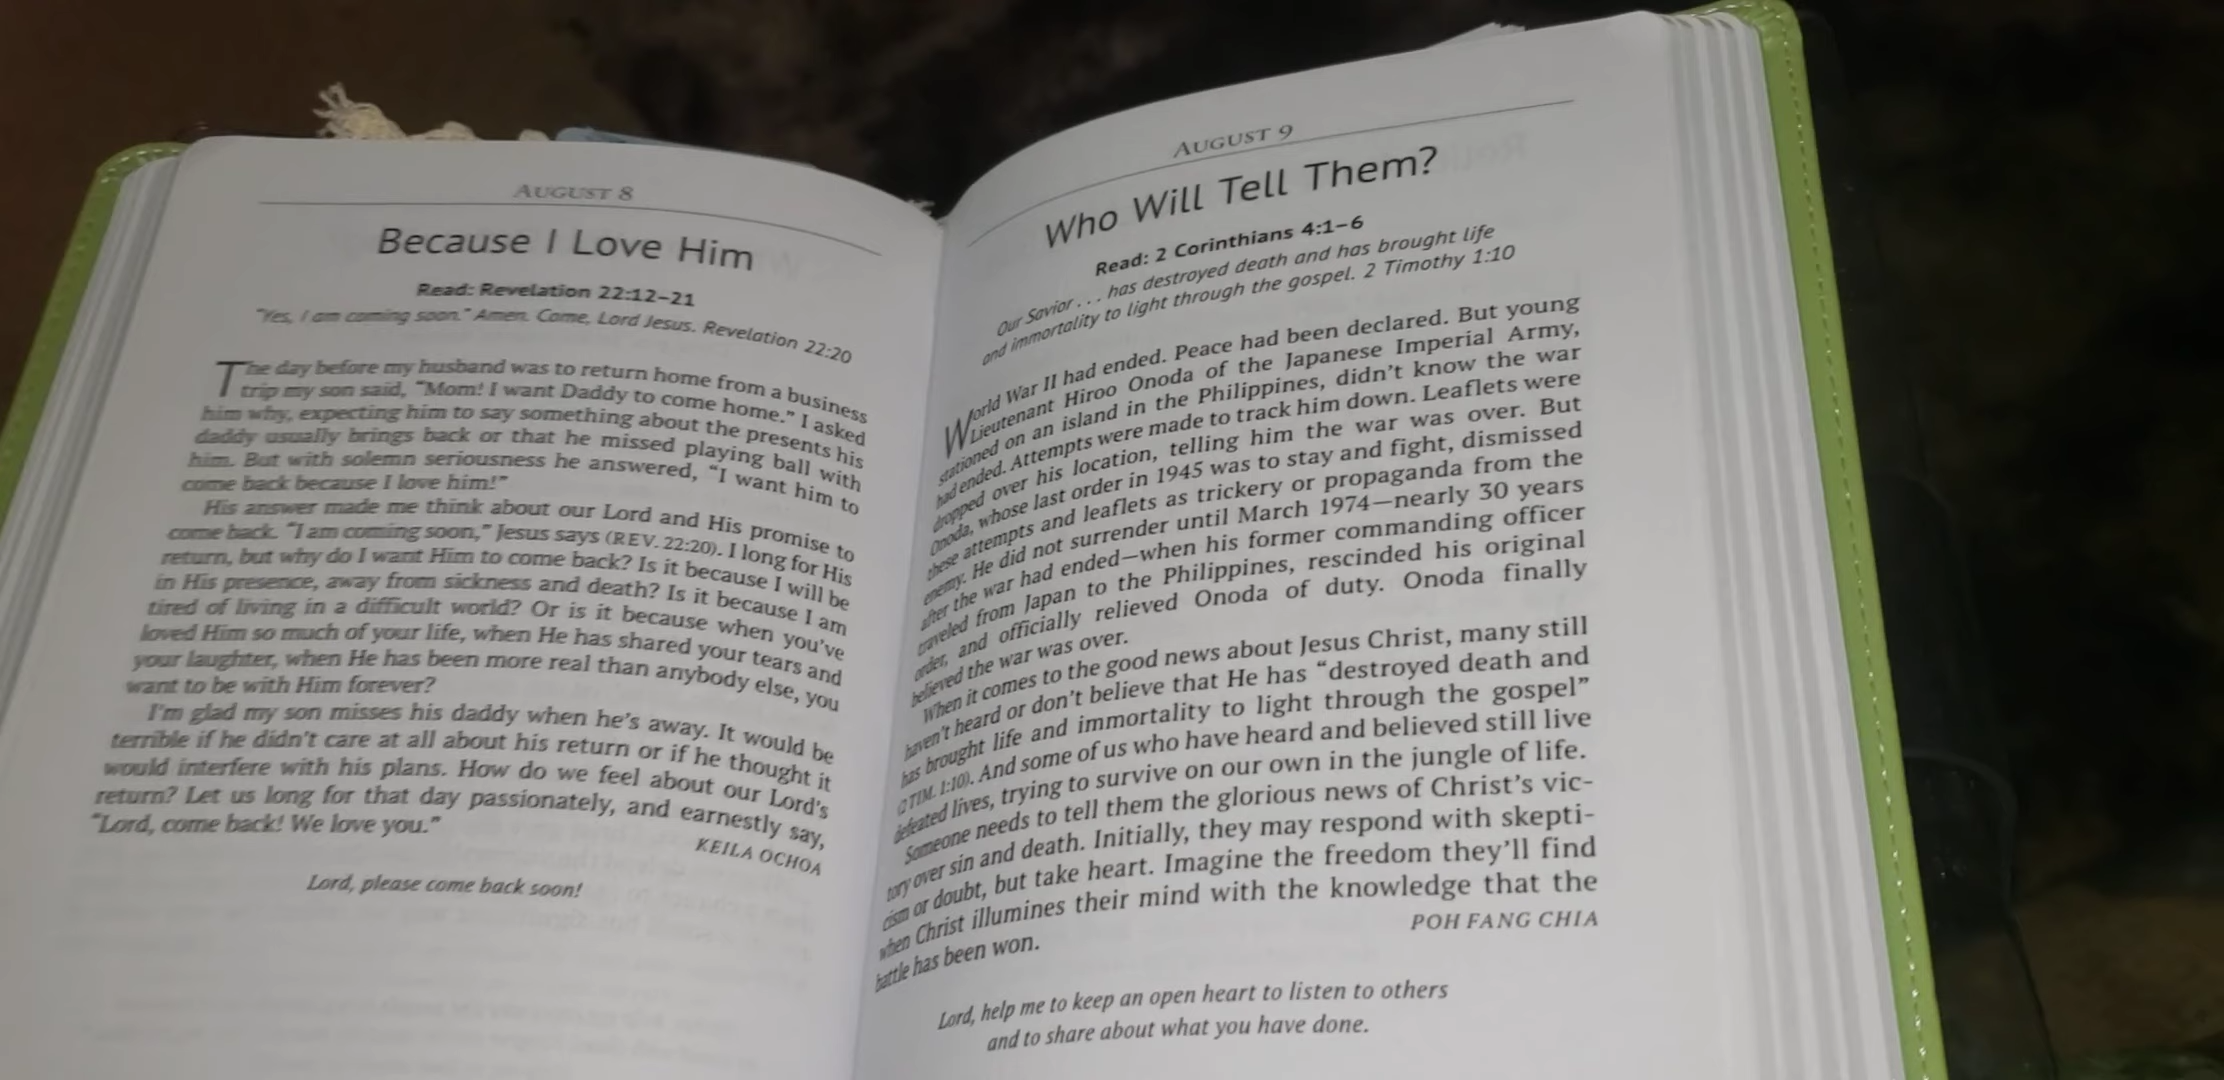 AUGUST 8
Because I Love Him
Read: Revelation 22:12–21
"Yes, I am coming soon." Amen. Come, Lord Jesus. Revelation 22:20
The day before my husband was to return home from a business
trip my son said, "Mom! I want Daddy to come home." I asked
him why, expecting him to say something about the presents his
daddy usually brings back or that he missed playing ball with
him. But with solemn seriousness he answered, "I want him to
come back because I love him!"
His answer made me think about our Lord and His promise to
come back. "I am coming soon," Jesus says (REV. 22:20). I long for His
return, but why do I want Him to come back? Is it because I will be
in His presence, away from sickness and death? Is it because I am
tired of living in a difficult world? Or is it because when you've
loved Him so much of your life, when He has shared your tears and
your laughter, when He has been more real than anybody else, you
want to be with Him forever?
I'm glad my son misses his daddy when he's away. It would be
terrible if he didn't care at all about his return or if he thought it
would interfere with his plans. How do we feel about our Lord's
return? Let us long for that day passionately, and earnestly say,
"Lord, come back! We love you."
KEILA OCHOA
Lord, please come back soon!
AUGUST 9
Who Will Tell Them?
Read: 2 Corinthians 4:1–6
Our Savior . . . has destroyed death and has brought life
and immortality to light through the gospel. 2 Timothy 1:10
World War II had ended. Peace had been declared. But young
Lieutenant Hiroo Onoda of the Japanese Imperial Army,
stationed on an island in the Philippines, didn't know the war
had ended. Attempts were made to track him down. Leaflets were
dropped over his location, telling him the war was over. But
Onoda, whose last order in 1945 was to stay and fight, dismissed
these attempts and leaflets as trickery or propaganda from the
enemy. He did not surrender until March 1974—nearly 30 years
after the war had ended—when his former commanding officer
traveled from Japan to the Philippines, rescinded his original
order, and officially relieved Onoda of duty. Onoda finally
believed the war was over.
When it comes to the good news about Jesus Christ, many still
haven't heard or don't believe that He has "destroyed death and
has brought life and immortality to light through the gospel"
(2 TIM. 1:10). And some of us who have heard and believed still live
defeated lives, trying to survive on our own in the jungle of life.
Someone needs to tell them the glorious news of Christ's vic-
tory over sin and death. Initially, they may respond with skepti-
cism or doubt, but take heart. Imagine the freedom they'll find
when Christ illumines their mind with the knowledge that the
battle has been won.
POH FANG CHIA
Lord, help me to keep an open heart to listen to others
and to share about what you have done.